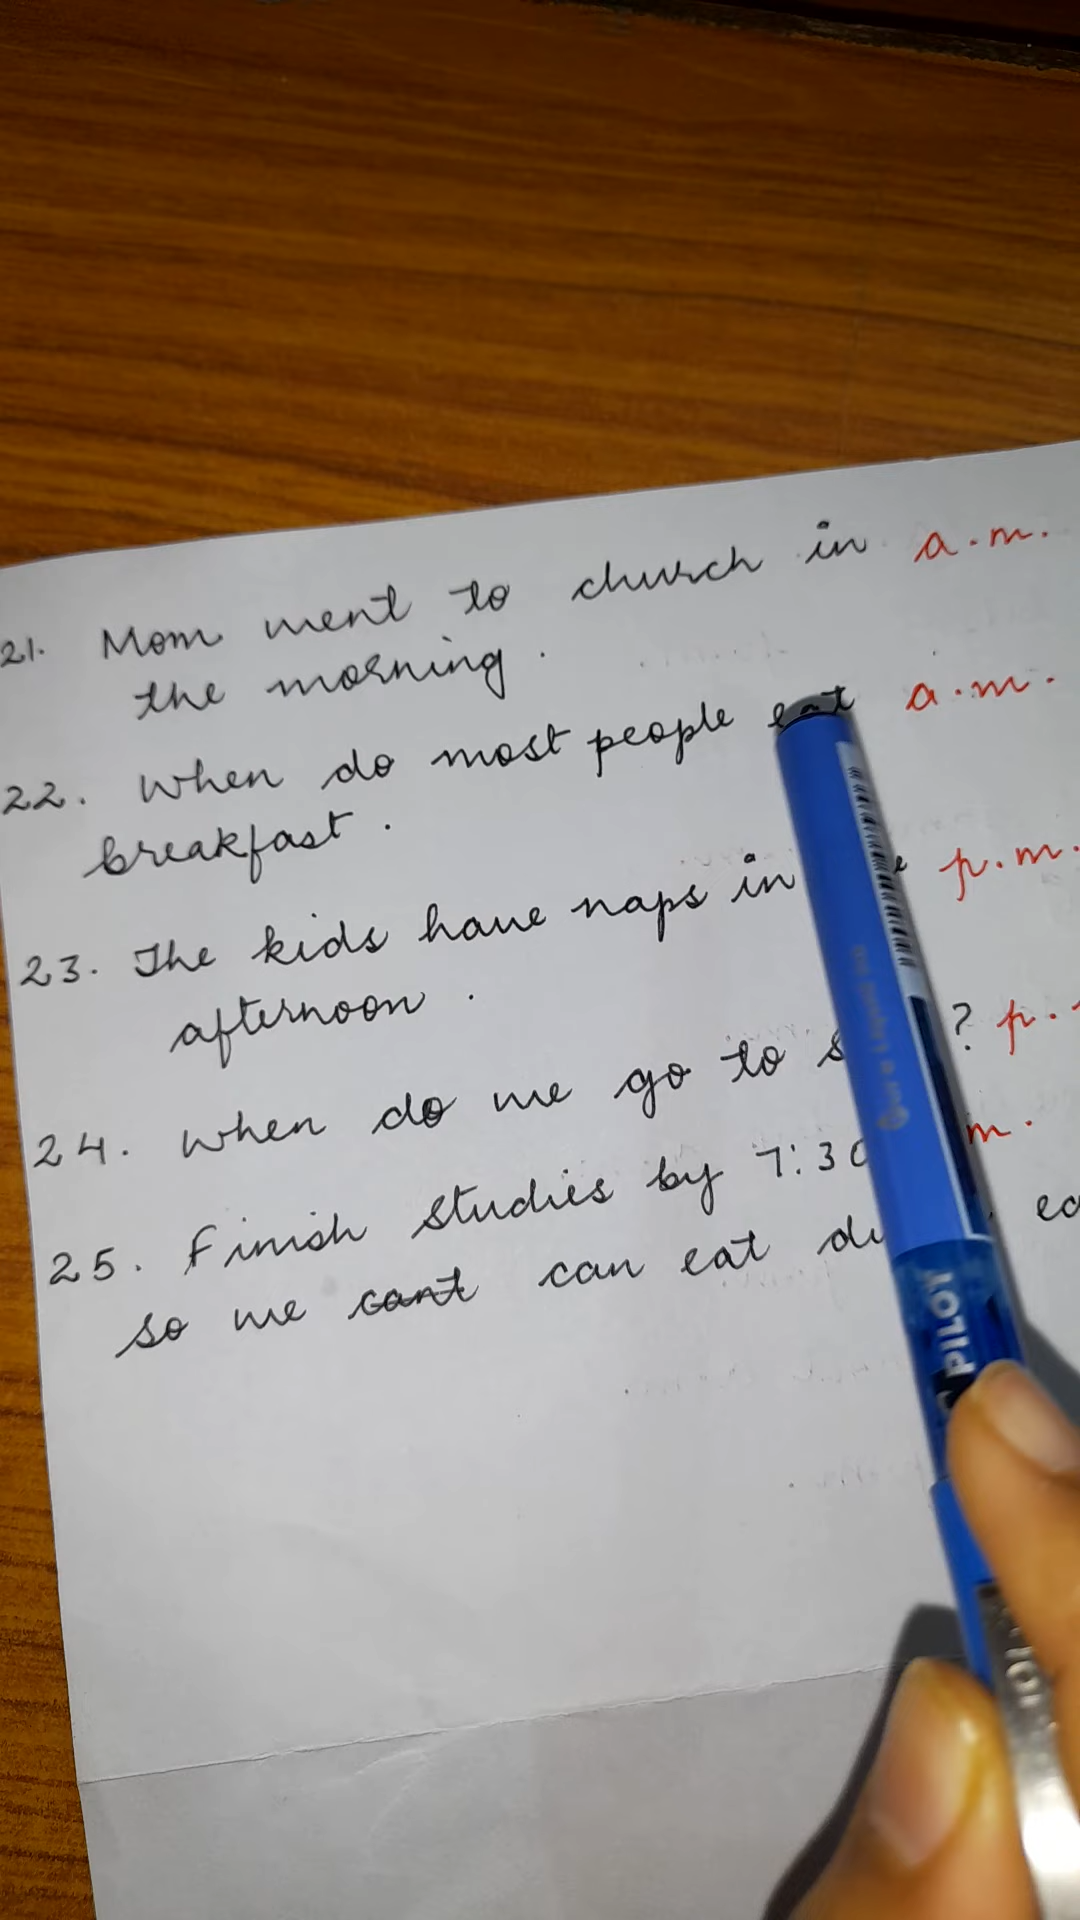 21. Mom went to church in a.m.
the morning.
22. When do most people eat a.m.
breakfast.
23. The kids have naps in p.m.
afternoon.
24. When do we go to ? p.
25. Finish studies by 7:30 m.
so we cant can eat
PILOT